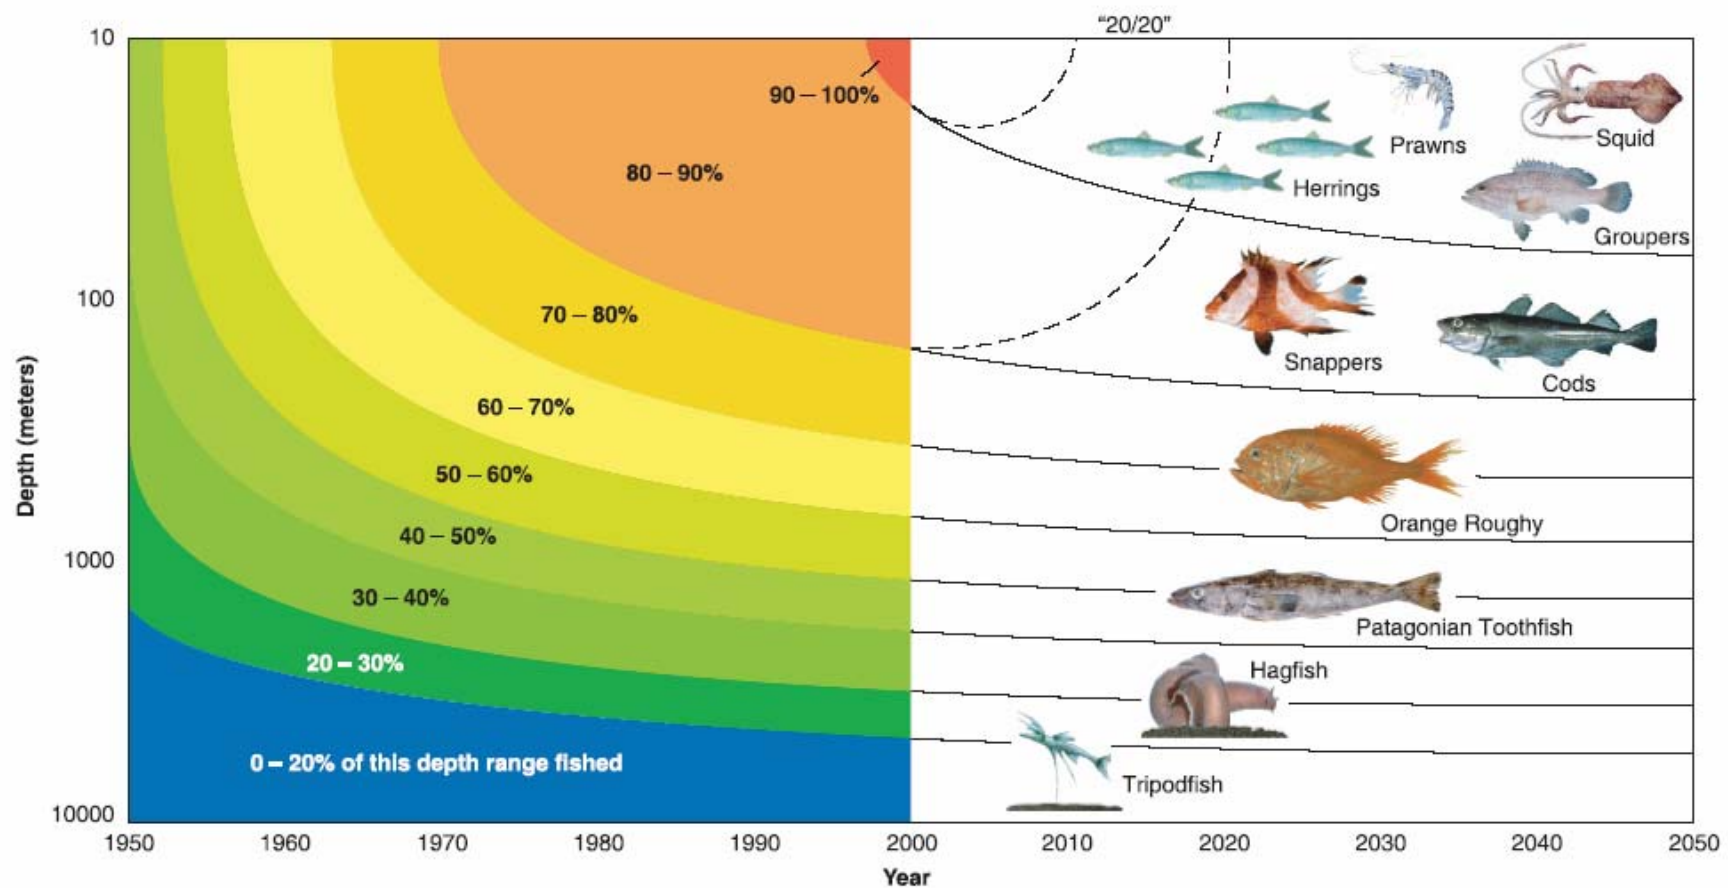 “20/20”
10
90 – 100%
Prawns
Squid
80 – 90%
Herrings
Groupers
100
70 – 80%
Snappers
Cods
60 – 70%
50 – 60%
Orange Roughy
40 – 50%
1000
30 – 40%
Patagonian Toothfish
20 – 30%
Hagfish
0 – 20% of this depth range fished
Tripodfish
10000
Depth (meters)
1950 1960 1970 1980 1990 2000 2010 2020 2030 2040 2050
Year